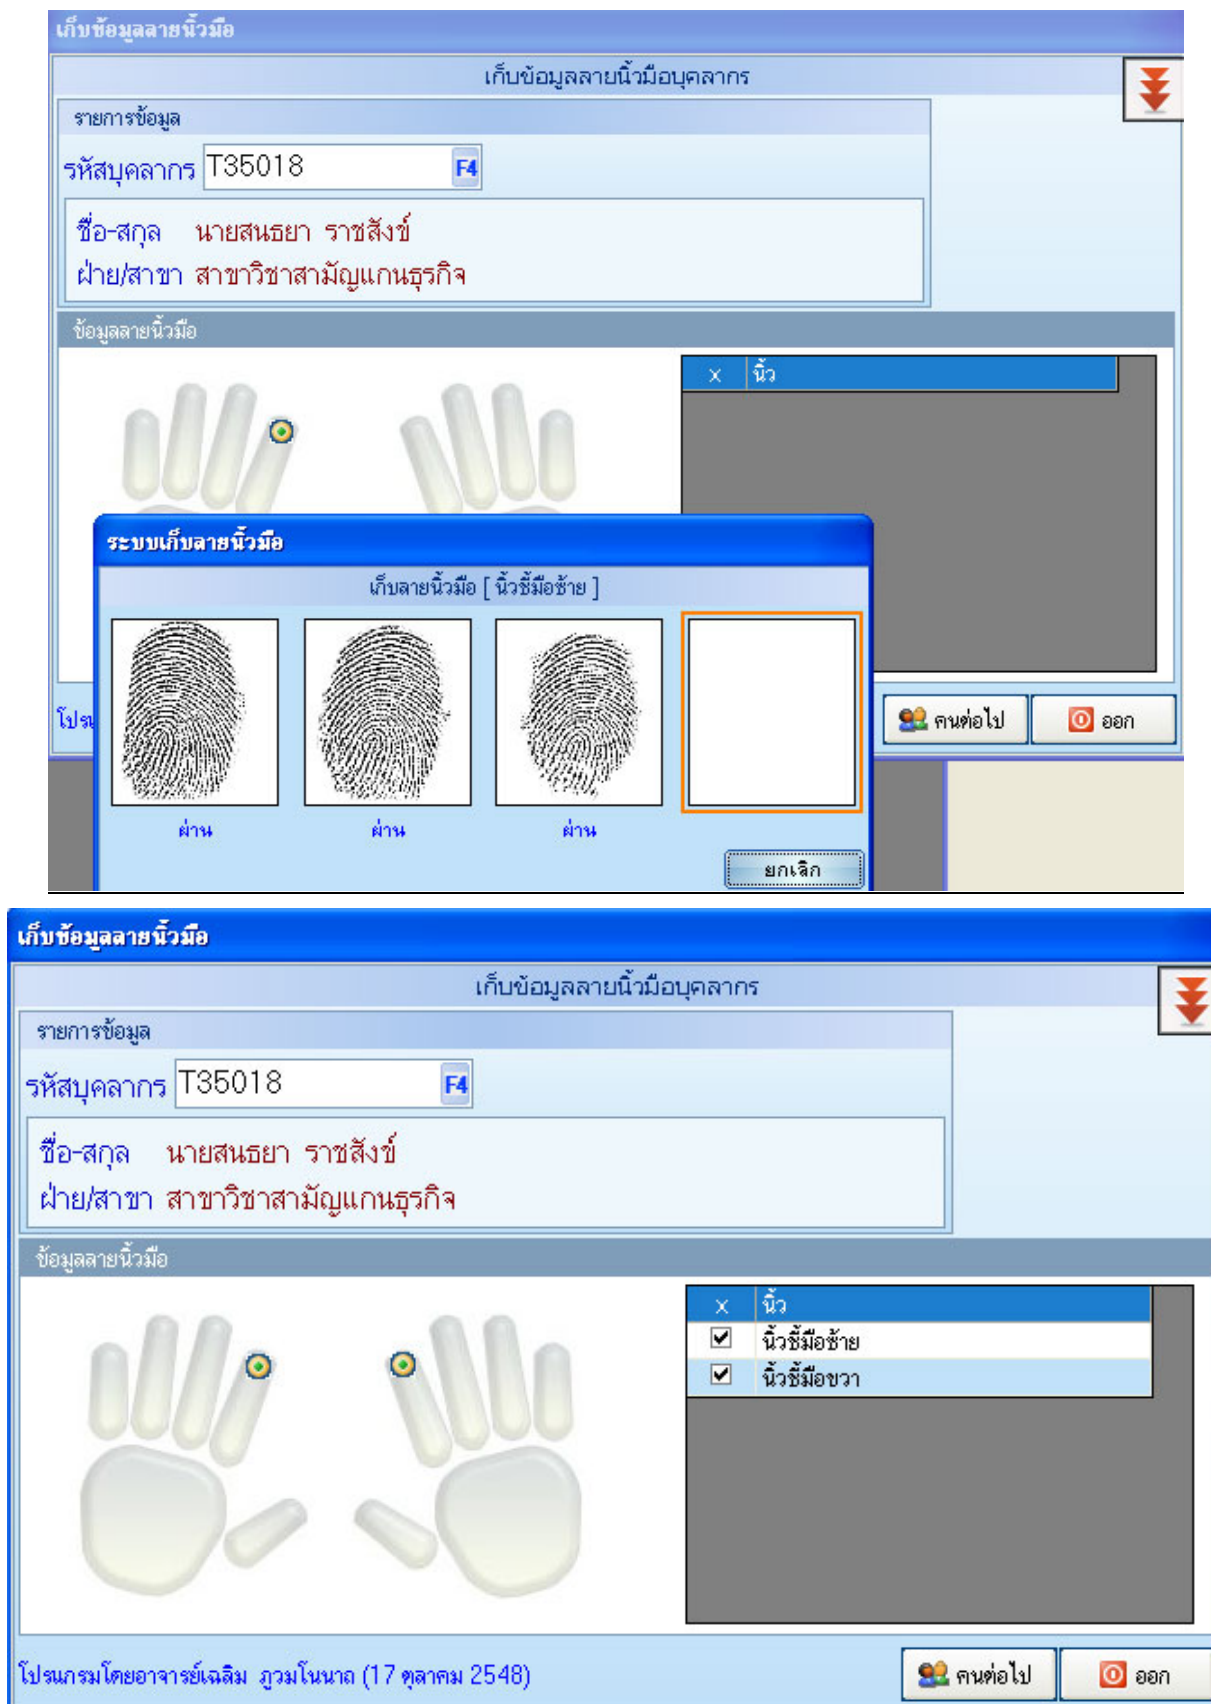 เก็บข้อมูลลายนิ้วมือ
เก็บข้อมูลลายนิ้วมือบุคลากร
รายการข้อมูล
รหัสบุคลากร T35018 F4
ชื่อ-สกุล นายสนธยา ราชสังข์
ฝ่าย/สาขา สาขาวิชาสามัญแกนธุรกิจ
ข้อมูลลายนิ้วมือ
x นิ้ว
ระบบเก็บลายนิ้วมือ
เก็บลายนิ้วมือ [ นิ้วชี้มือซ้าย ]
ผ่าน ผ่าน ผ่าน
ยกเลิก
โปรแ
คนต่อไป ออก
เก็บข้อมูลลายนิ้วมือ
เก็บข้อมูลลายนิ้วมือบุคลากร
รายการข้อมูล
รหัสบุคลากร T35018 F4
ชื่อ-สกุล นายสนธยา ราชสังข์
ฝ่าย/สาขา สาขาวิชาสามัญแกนธุรกิจ
ข้อมูลลายนิ้วมือ
x นิ้ว
นิ้วชี้มือซ้าย
นิ้วชี้มือขวา
โปรแกรมโดยอาจารย์เฉลิม ภูวมโนนาถ (17 ตุลาคม 2548)
คนต่อไป ออก